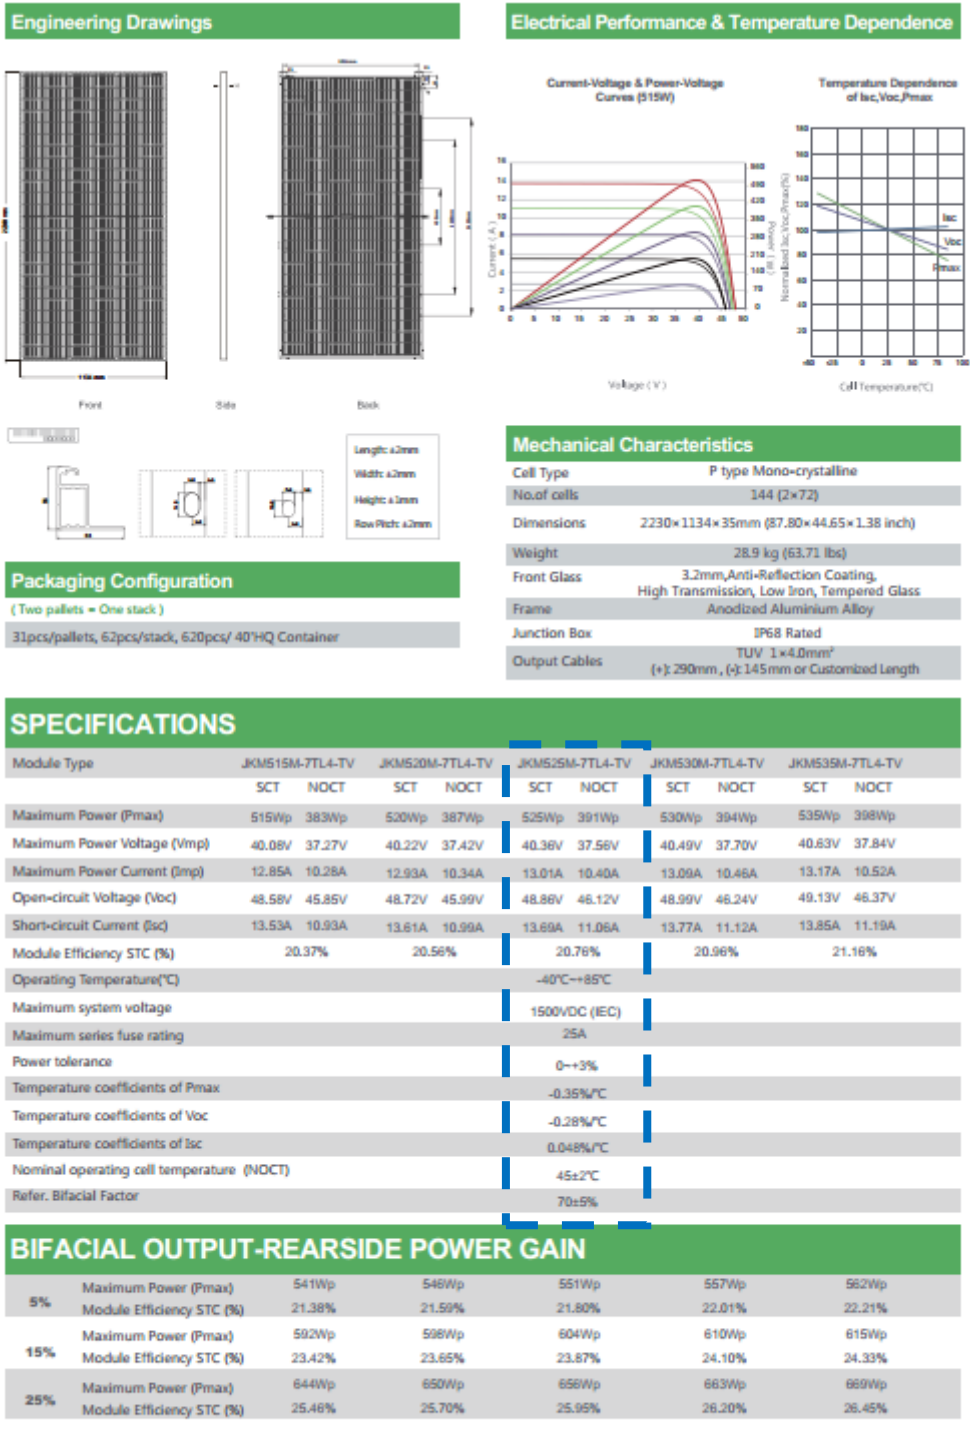 Engineering Drawings
Front
Side
Back
Length: ±2mm
Width: ±2mm
Height: ±1mm
Row Pitch: ±2mm
Packaging Configuration
( Two pallets = One stack )
31pcs/pallets, 62pcs/stack, 620pcs/ 40'HQ Container
Electrical Performance & Temperature Dependence
Current-Voltage & Power-Voltage
Curves (515W)
Current ( A )
Power ( W )
Voltage ( V )
Temperature Dependence
of Isc,Voc,Pmax
Normalized Isc,Voc,Pmax(%)
Isc
Voc
Pmax
Cell Temperature(℃)
Mechanical Characteristics
Cell Type P type Mono-crystalline
No.of cells 144 (2×72)
Dimensions 2230×1134×35mm (87.80×44.65×1.38 inch)
Weight 28.9 kg (63.71 lbs)
Front Glass 3.2mm,Anti-Reflection Coating,
High Transmission, Low Iron, Tempered Glass
Frame Anodized Aluminium Alloy
Junction Box IP68 Rated
Output Cables TUV 1×4.0mm²
(+): 290mm , (-): 145 mm or Customized Length
SPECIFICATIONS
Module Type JKM515M-7TL4-TV JKM520M-7TL4-TV JKM525M-7TL4-TV JKM530M-7TL4-TV JKM535M-7TL4-TV
SCT NOCT SCT NOCT SCT NOCT SCT NOCT SCT NOCT
Maximum Power (Pmax) 515Wp 383Wp 520Wp 387Wp 525Wp 391Wp 530Wp 394Wp 535Wp 398Wp
Maximum Power Voltage (Vmp) 40.08V 37.27V 40.22V 37.42V 40.36V 37.56V 40.49V 37.70V 40.63V 37.84V
Maximum Power Current (Imp) 12.85A 10.28A 12.93A 10.34A 13.01A 10.40A 13.09A 10.46A 13.17A 10.52A
Open-circuit Voltage (Voc) 48.58V 45.85V 48.72V 45.99V 48.86V 46.12V 48.99V 46.24V 49.13V 46.37V
Short-circuit Current (Isc) 13.53A 10.93A 13.61A 10.99A 13.69A 11.06A 13.77A 11.12A 13.85A 11.19A
Module Efficiency STC (%) 20.37% 20.56% 20.76% 20.96% 21.16%
Operating Temperature(℃) -40℃~+85℃
Maximum system voltage 1500VDC (IEC)
Maximum series fuse rating 25A
Power tolerance 0~+3%
Temperature coefficients of Pmax -0.35%/℃
Temperature coefficients of Voc -0.28%/℃
Temperature coefficients of Isc 0.048%/℃
Nominal operating cell temperature (NOCT) 45±2℃
Refer. Bifacial Factor 70±5%
BIFACIAL OUTPUT-REARSIDE POWER GAIN
5% Maximum Power (Pmax) 541Wp 546Wp 551Wp 557Wp 562Wp
Module Efficiency STC (%) 21.38% 21.59% 21.80% 22.01% 22.21%
15% Maximum Power (Pmax) 592Wp 598Wp 604Wp 610Wp 615Wp
Module Efficiency STC (%) 23.42% 23.65% 23.87% 24.10% 24.33%
25% Maximum Power (Pmax) 644Wp 650Wp 656Wp 663Wp 669Wp
Module Efficiency STC (%) 25.46% 25.70% 25.95% 26.20% 26.45%